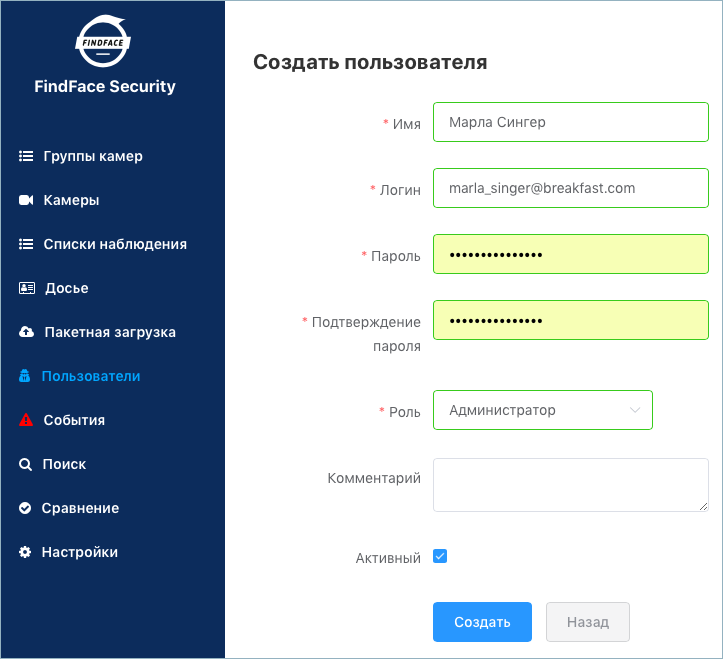 FINDFACE
FindFace Security
Группы камер
Камеры
Списки наблюдения
Досье
Пакетная загрузка
Пользователи
События
Поиск
Сравнение
Настройки
Создать пользователя
* Имя
Марла Сингер
* Логин
marla_singer@breakfast.com
* Пароль
•••••••••••••••
* Подтверждение
пароля
•••••••••••••••
* Роль
Администратор
Комментарий
Активный
Создать
Назад